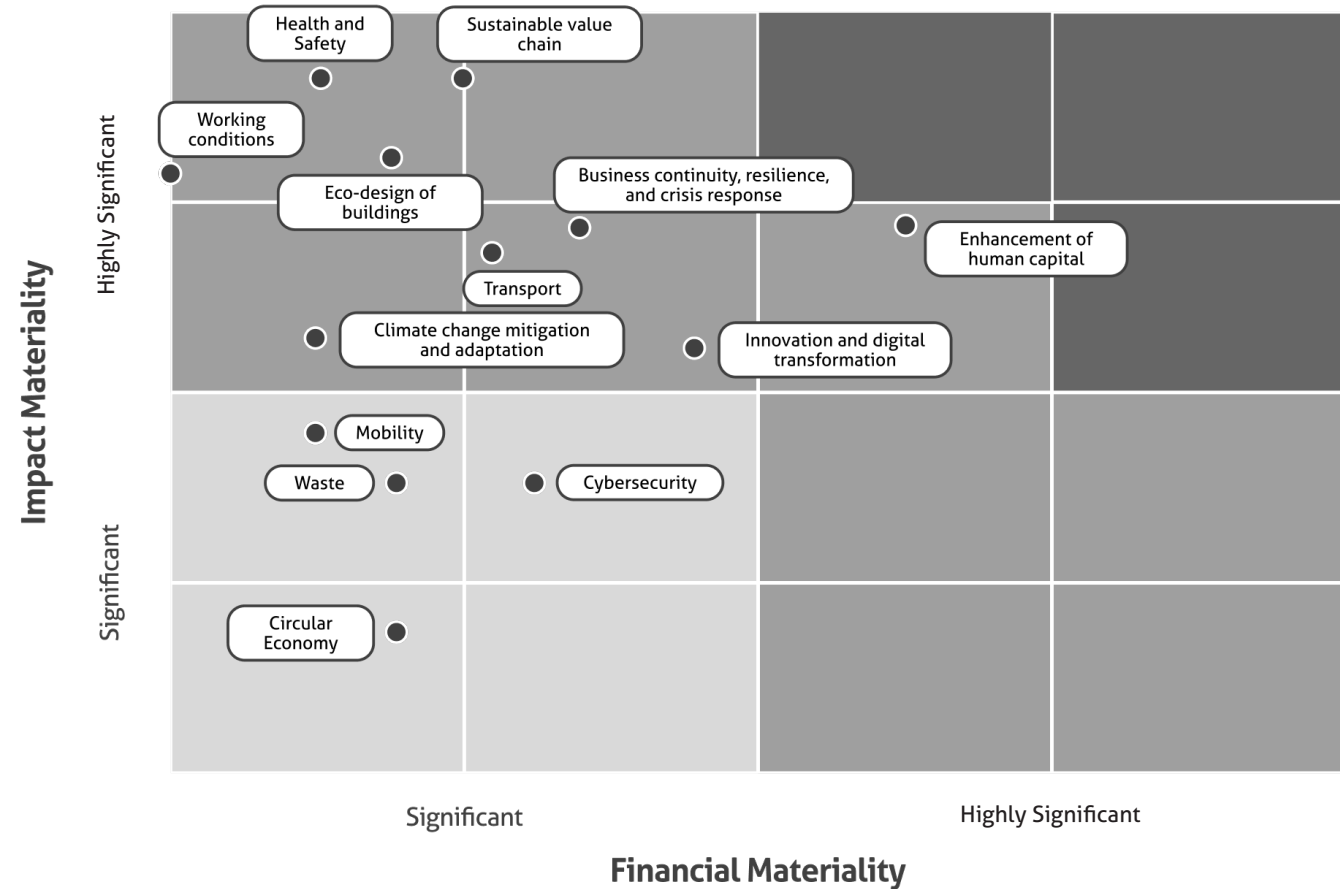 Health and
Safety
Sustainable value
chain
Working
conditions
Eco-design of
buildings
Business continuity, resilience,
and crisis response
Enhancement of
human capital
Transport
Climate change mitigation
and adaptation
Innovation and digital
transformation
Mobility
Waste
Cybersecurity
Circular
Economy
Impact Materiality
Highly Significant
Significant
Significant
Highly Significant
Financial Materiality